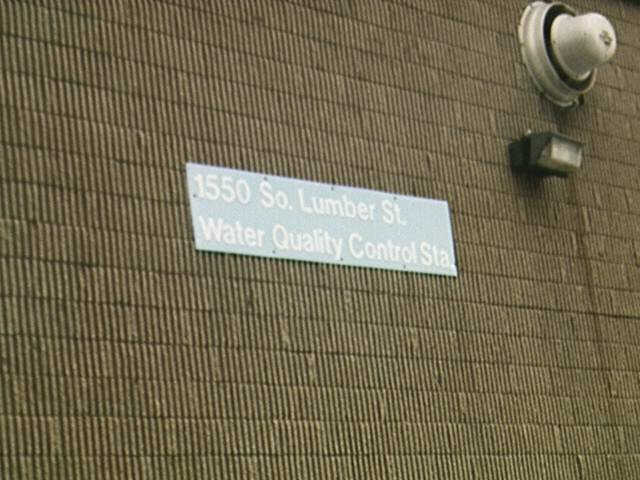 1550 So. Lumber St.
Water Quality Control Sta.